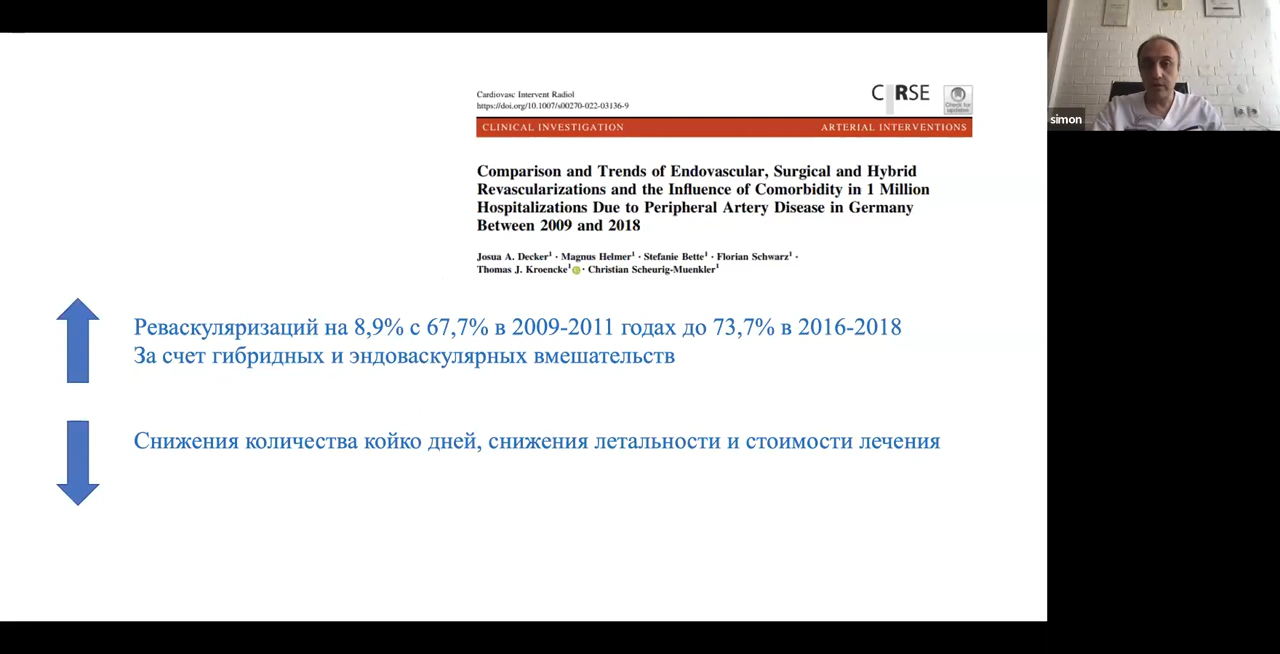 Cardiovasc Intervent Radiol
https://doi.org/10.1007/s00270-022-03136-9
CIRSE
Check for
updates
CLINICAL INVESTIGATION
ARTERIAL INTERVENTIONS
Comparison and Trends of Endovascular, Surgical and Hybrid
Revascularizations and the Influence of Comorbidity in 1 Million
Hospitalizations Due to Peripheral Artery Disease in Germany
Between 2009 and 2018
Josua A. Decker¹ · Magnus Helmer¹ · Stefanie Bette¹ · Florian Schwarz¹ ·
Thomas J. Kroencke¹ · Christian Scheurig-Muenkler¹
Реваскуляризаций на 8,9% с 67,7% в 2009-2011 годах до 73,7% в 2016-2018
За счет гибридных и эндоваскулярных вмешательств
Снижения количества койко дней, снижения летальности и стоимости лечения
simon